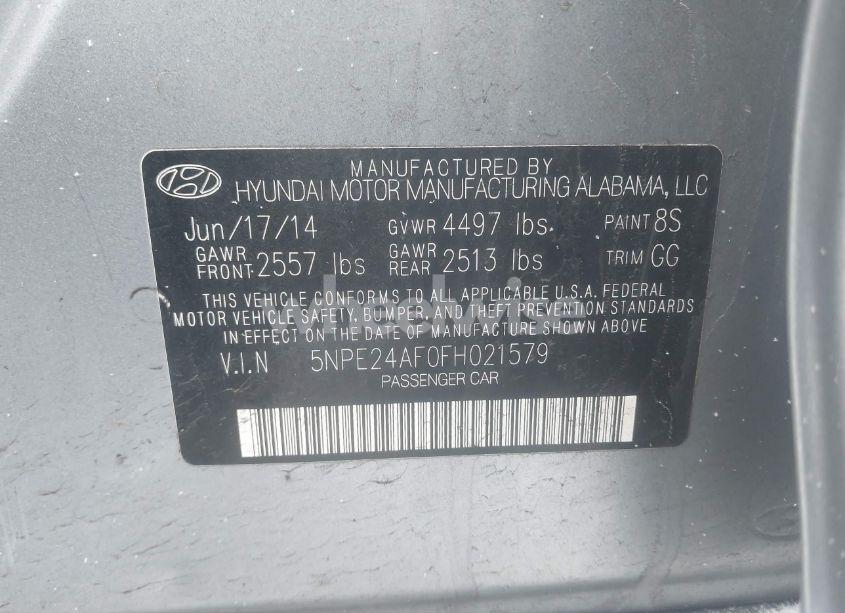 MANUFACTURED BY
HYUNDAI MOTOR MANUFACTURING ALABAMA, LLC
Jun/17/14 GVWR 4497 lbs. PAINT 8S
GAWR FRONT 2557 lbs GAWR REAR 2513 lbs TRIM GG
THIS VEHICLE CONFORMS TO ALL APPLICABLE U.S.A. FEDERAL
MOTOR VEHICLE SAFETY, BUMPER, AND THEFT PREVENTION STANDARDS
IN EFFECT ON THE DATE OF MANUFACTURE SHOWN ABOVE
V.I.N 5NPE24AF0FH021579
PASSENGER CAR